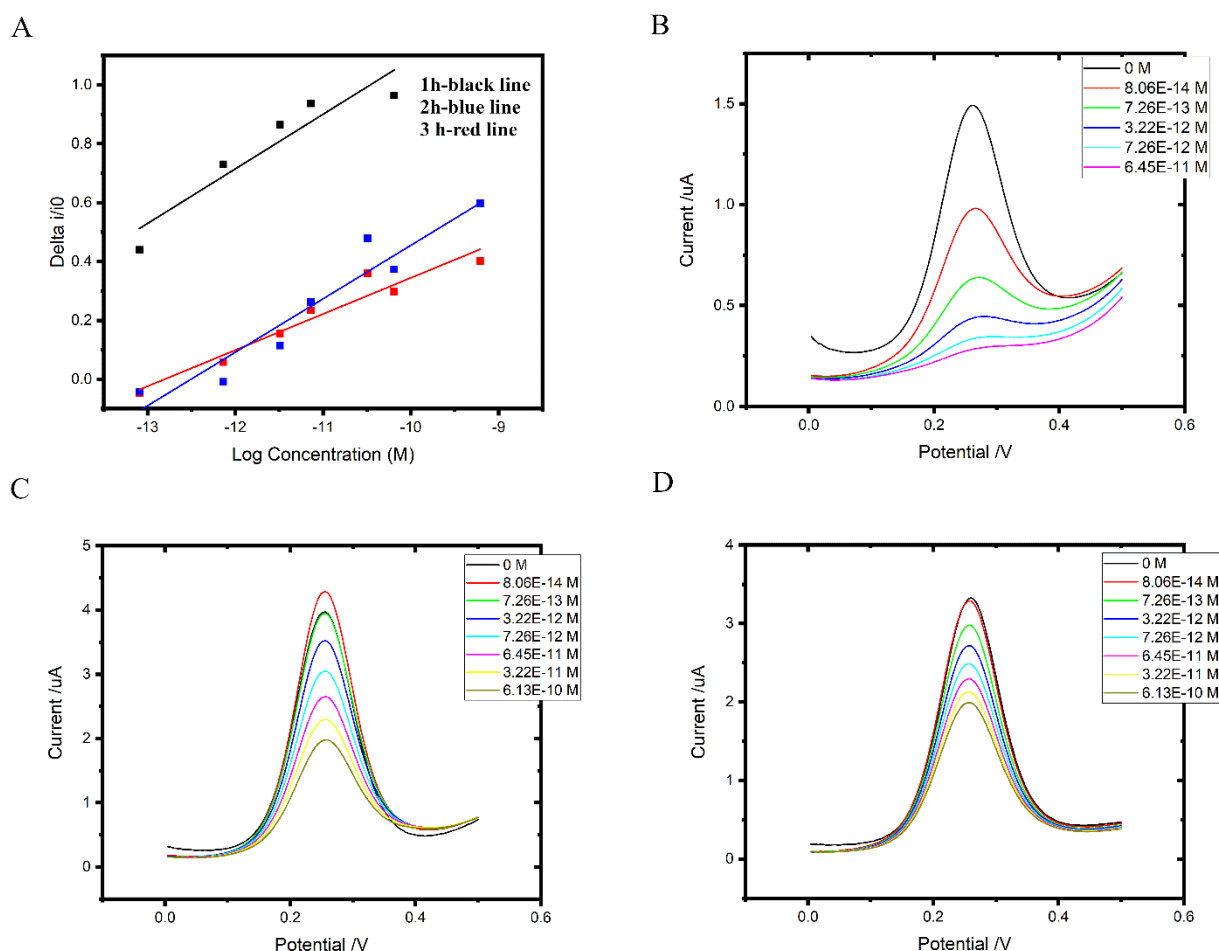 A
1h-black line
2h-blue line
3 h-red line
1.0
0.8
0.6
0.4
0.2
0.0
Delta i/i0
-13
-12
-11
-10
-9
Log Concentration (M)
B
0 M
8.06E-14 M
7.26E-13 M
3.22E-12 M
7.26E-12 M
6.45E-11 M
1.5
1.0
0.5
0.0
Current /uA
0.0
0.2
0.4
0.6
Potential /V
C
0 M
8.06E-14 M
7.26E-13 M
3.22E-12 M
7.26E-12 M
6.45E-11 M
3.22E-11 M
6.13E-10 M
5
4
3
2
1
0
Current /uA
0.0
0.2
0.4
0.6
Potential /V
D
0 M
8.06E-14 M
7.26E-13 M
3.22E-12 M
7.26E-12 M
6.45E-11 M
3.22E-11 M
6.13E-10 M
4
3
2
1
0
Current /uA
0.0
0.2
0.4
0.6
Potential /V